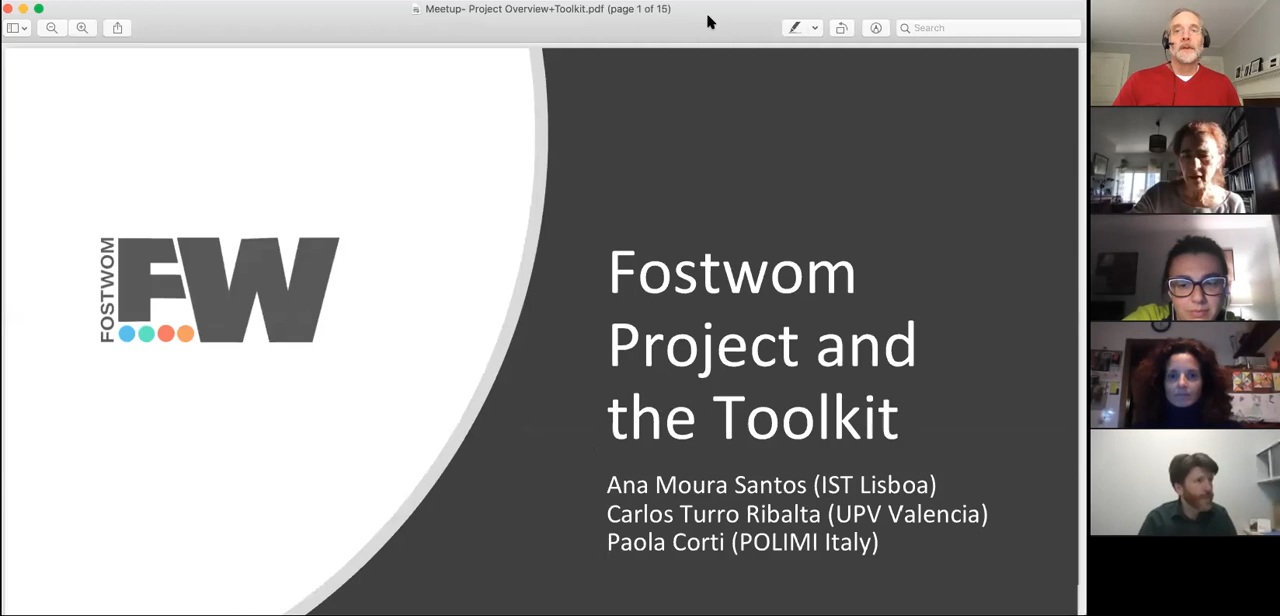 Meetup- Project Overview+Toolkit.pdf (page 1 of 15)
Search
FOSTWOM
FW
Fostwom
Project and
the Toolkit
Ana Moura Santos (IST Lisboa)
Carlos Turro Ribalta (UPV Valencia)
Paola Corti (POLIMI Italy)